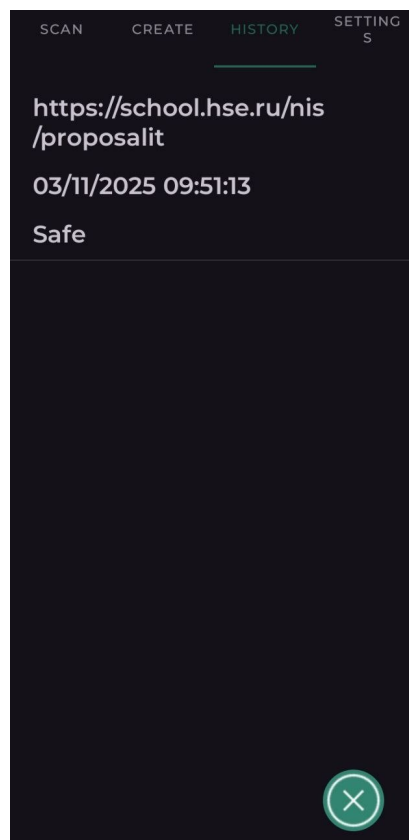 SCAN CREATE HISTORY SETTING
S
https://school.hse.ru/nis
/proposalit
03/11/2025 09:51:13
Safe